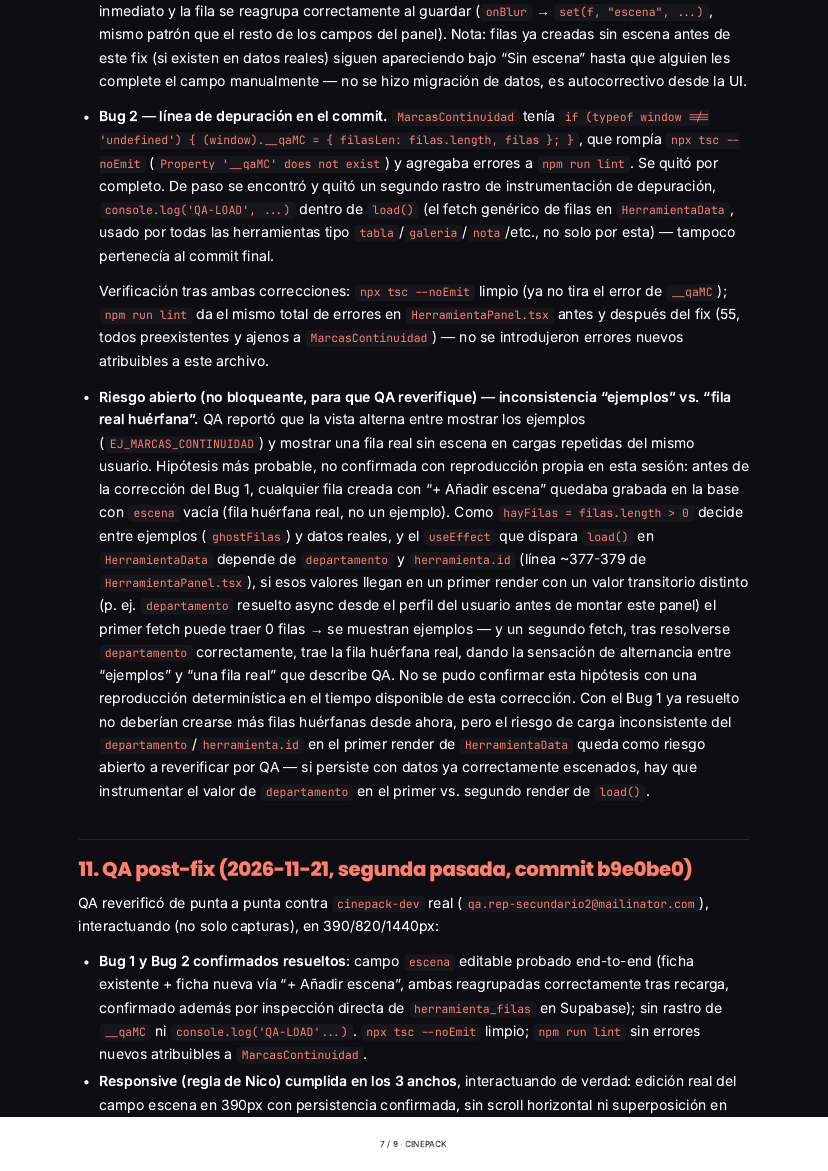 inmediato y la fila se reagrupa correctamente al guardar ( onBlur → set(f, "escena", ...) ,
mismo patrón que el resto de los campos del panel). Nota: filas ya creadas sin escena antes de
este fix (si existen en datos reales) siguen apareciendo bajo “Sin escena” hasta que alguien les
complete el campo manualmente — no se hizo migración de datos, es autocorrectivo desde la UI.
• Bug 2 — línea de depuración en el commit. MarcasContinuidad tenía if (typeof window !==
'undefined') { (window).__qaMC = { filasLen: filas.length, filas }; } , que rompía npx tsc --
noEmit ( Property '__qaMC' does not exist ) y agregaba errores a npm run lint . Se quitó por
completo. De paso se encontró y quitó un segundo rastro de instrumentación de depuración,
console.log('QA-LOAD', ...) dentro de load() (el fetch genérico de filas en HerramientaData ,
usado por todas las herramientas tipo tabla / galeria / nota /etc., no solo por esta) — tampoco
pertenecía al commit final.
Verificación tras ambas correcciones: npx tsc --noEmit limpio (ya no tira el error de __qaMC );
npm run lint da el mismo total de errores en HerramientaPanel.tsx antes y después del fix (55,
todos preexistentes y ajenos a MarcasContinuidad ) — no se introdujeron errores nuevos
atribuibles a este archivo.
• Riesgo abierto (no bloqueante, para que QA reverifique) — inconsistencia “ejemplos” vs. “fila
real huérfana”. QA reportó que la vista alterna entre mostrar los ejemplos
( EJ_MARCAS_CONTINUIDAD ) y mostrar una fila real sin escena en cargas repetidas del mismo
usuario. Hipótesis más probable, no confirmada con reproducción propia en esta sesión: antes de
la corrección del Bug 1, cualquier fila creada con “+ Añadir escena” quedaba grabada en la base
con escena vacía (fila huérfana real, no un ejemplo). Como hayFilas = filas.length > 0 decide
entre ejemplos ( ghostFilas ) y datos reales, y el useEffect que dispara load() en
HerramientaData depende de departamento y herramienta.id (línea ~377-379 de
HerramientaPanel.tsx ), si esos valores llegan en un primer render con un valor transitorio distinto
(p. ej. departamento resuelto async desde el perfil del usuario antes de montar este panel) el
primer fetch puede traer 0 filas → se muestran ejemplos — y un segundo fetch, tras resolverse
departamento correctamente, trae la fila huérfana real, dando la sensación de alternancia entre
“ejemplos” y “una fila real” que describe QA. No se pudo confirmar esta hipótesis con una
reproducción determinística en el tiempo disponible de esta corrección. Con el Bug 1 ya resuelto
no deberían crearse más filas huérfanas desde ahora, pero el riesgo de carga inconsistente del
departamento / herramienta.id en el primer render de HerramientaData queda como riesgo
abierto a reverificar por QA — si persiste con datos ya correctamente escenados, hay que
instrumentar el valor de departamento en el primer vs. segundo render de load() .
11. QA post-fix (2026-11-21, segunda pasada, commit b9e0be0)
QA reverificó de punta a punta contra cinepack-dev real ( qa.rep-secundario2@mailinator.com ),
interactuando (no solo capturas), en 390/820/1440px:
• Bug 1 y Bug 2 confirmados resueltos: campo escena editable probado end-to-end (ficha
existente + ficha nueva vía “+ Añadir escena”, ambas reagrupadas correctamente tras recarga,
confirmado además por inspección directa de herramienta_filas en Supabase); sin rastro de
__qaMC ni console.log('QA-LOAD'...) . npx tsc --noEmit limpio; npm run lint sin errores
nuevos atribuibles a MarcasContinuidad .
• Responsive (regla de Nico) cumplida en los 3 anchos, interactuando de verdad: edición real del
campo escena en 390px con persistencia confirmada, sin scroll horizontal ni superposición en
7 / 9 · CINEPACK